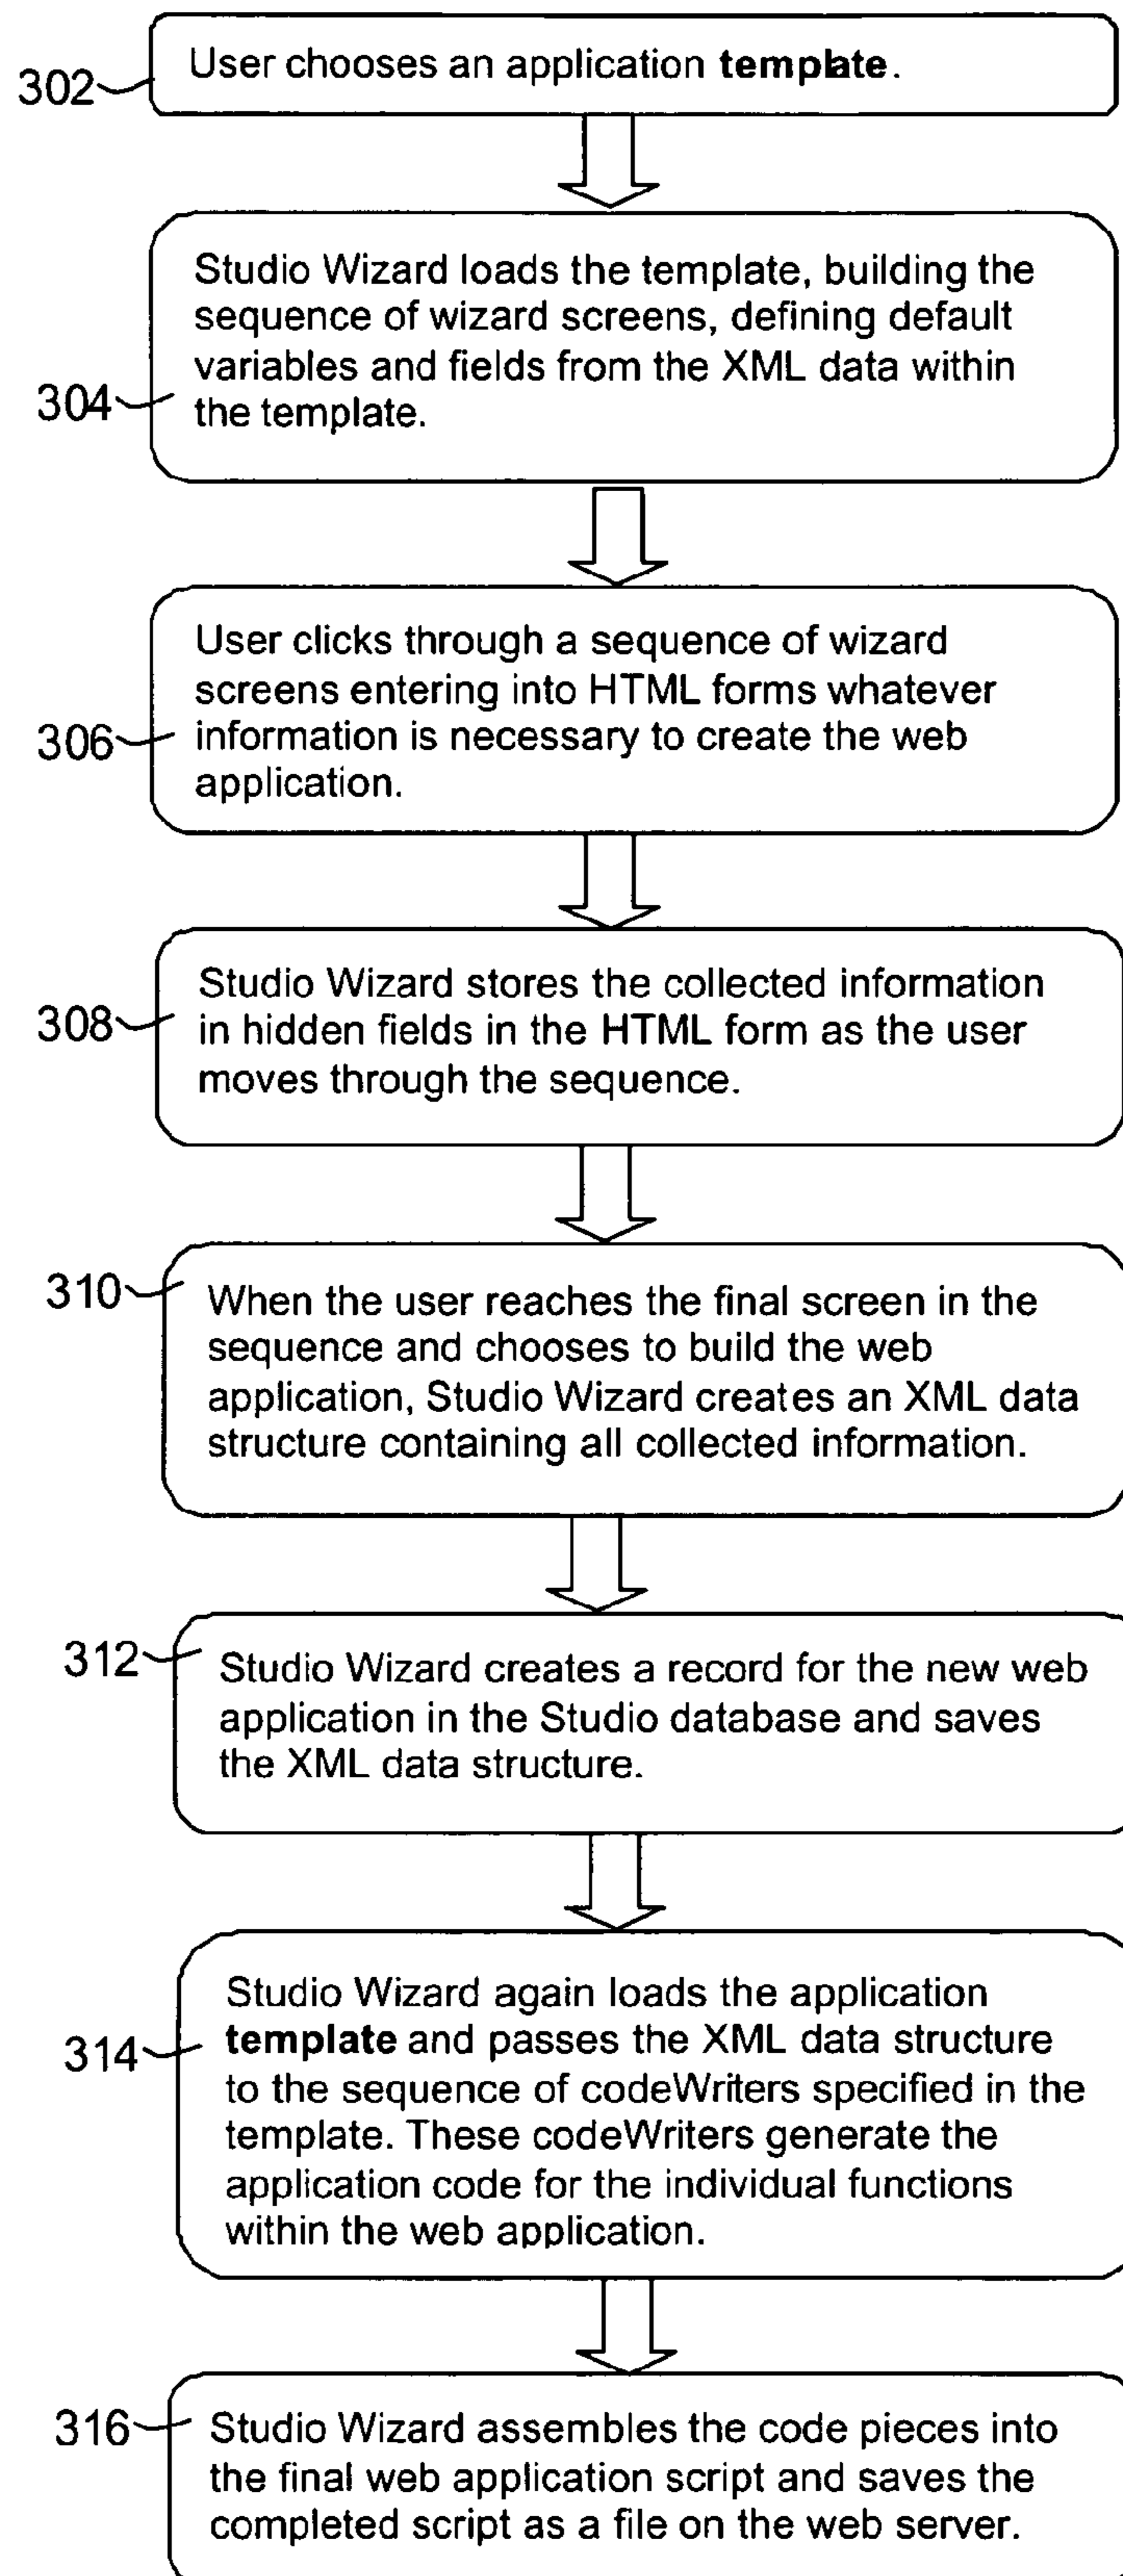 302
User chooses an application template.
Studio Wizard loads the template, building the
sequence of wizard screens, defining default
variables and fields from the XML data within
304
the template.
User clicks through a sequence of wizard
screens entering into HTML forms whatever
306
information is necessary to create the web
application.
Studio Wizard stores the collected information
308
in hidden fields in the HTML form as the user
moves through the sequence.
310
When the user reaches the final screen in the
sequence and chooses to build the web
application, Studio Wizard creates an XML data
structure containing all collected information.
312
Studio Wizard creates a record for the new web
application in the Studio database and saves
the XML data structure.
Studio Wizard again loads the application
314
template and passes the XML data structure
to the sequence of codeWriters specified in the
template. These codeWriters generate the
application code for the individual functions
within the web application.
316
Studio Wizard assembles the code pieces into
the final web application script and saves the
completed script as a file on the web server.